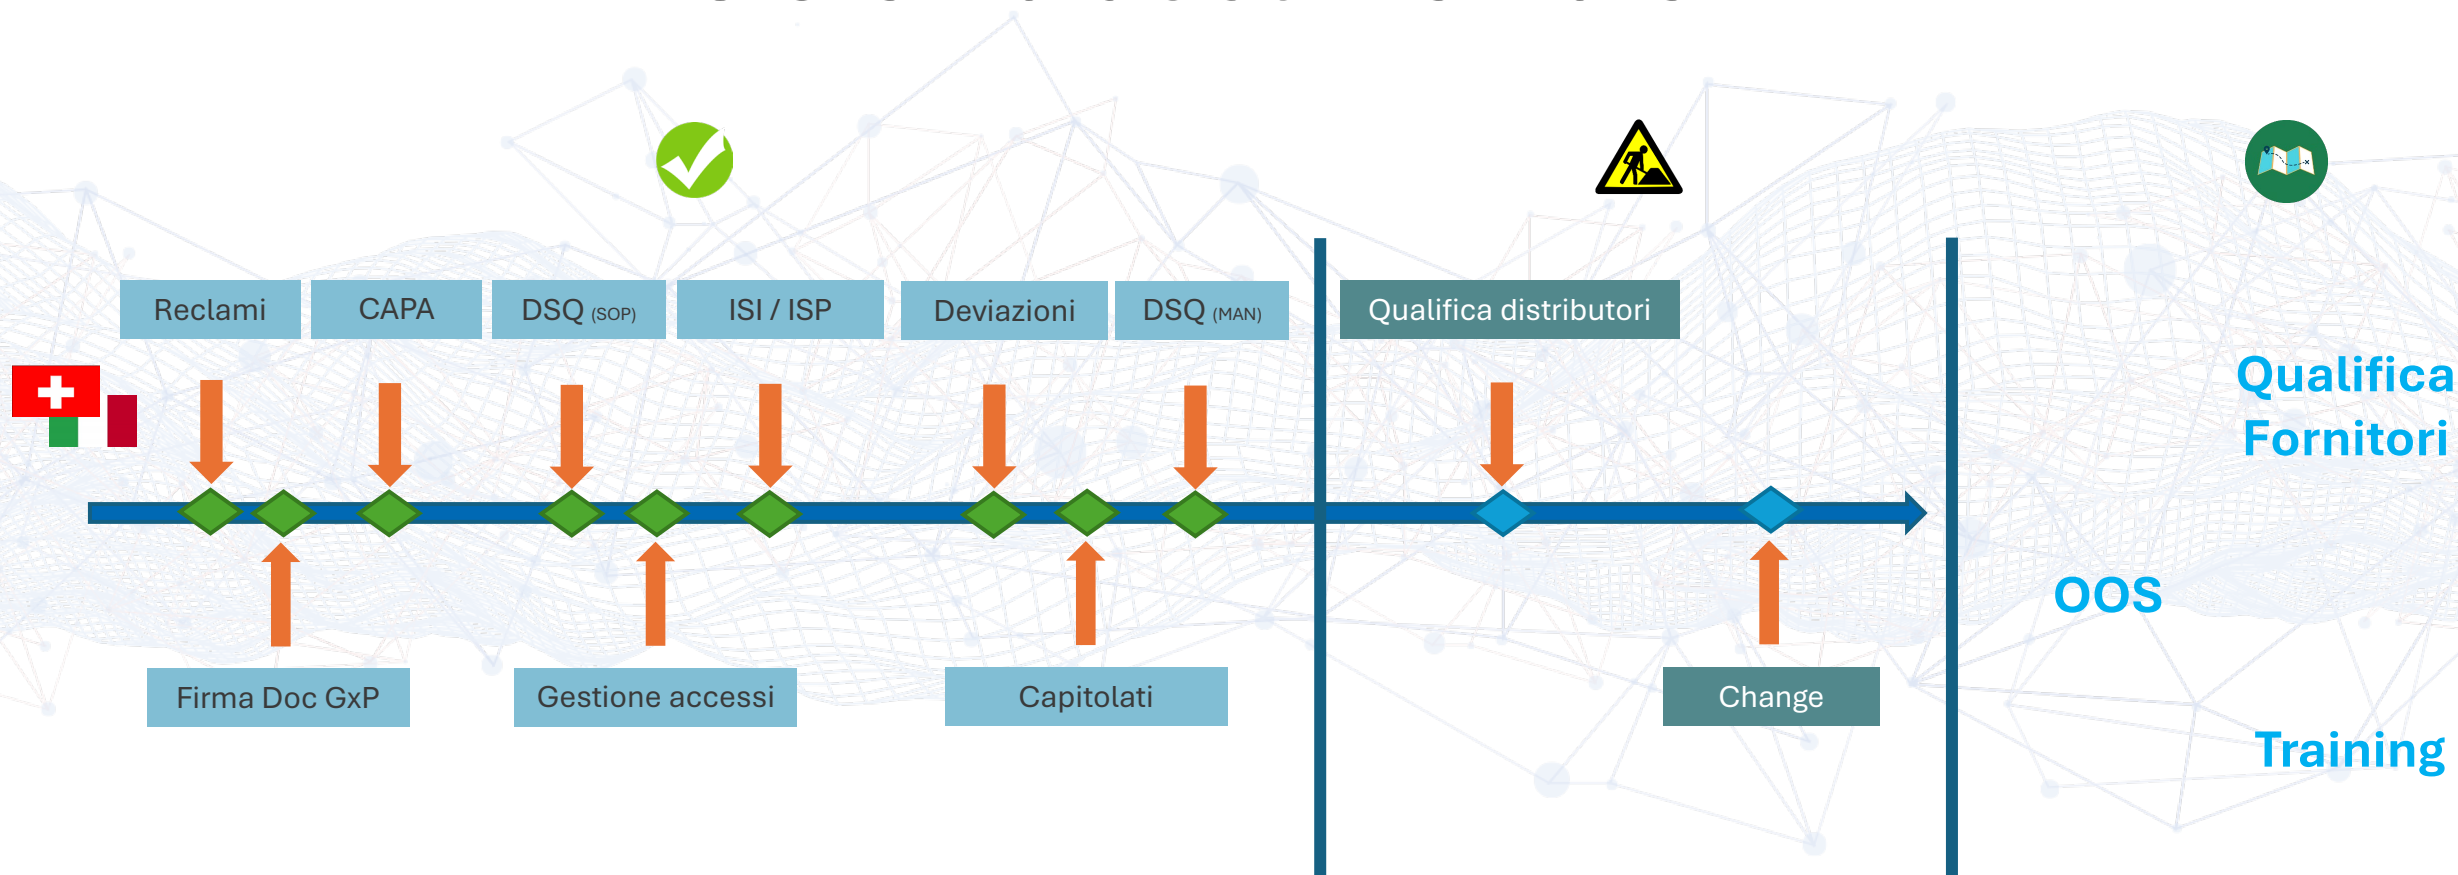 Reclami
CAPA
DSQ (SOP)
ISI / ISP
Deviazioni
DSQ (MAN)
Qualifica distributori
Qualifica
Fornitori
OOS
Firma Doc GxP
Gestione accessi
Capitolati
Change
Training